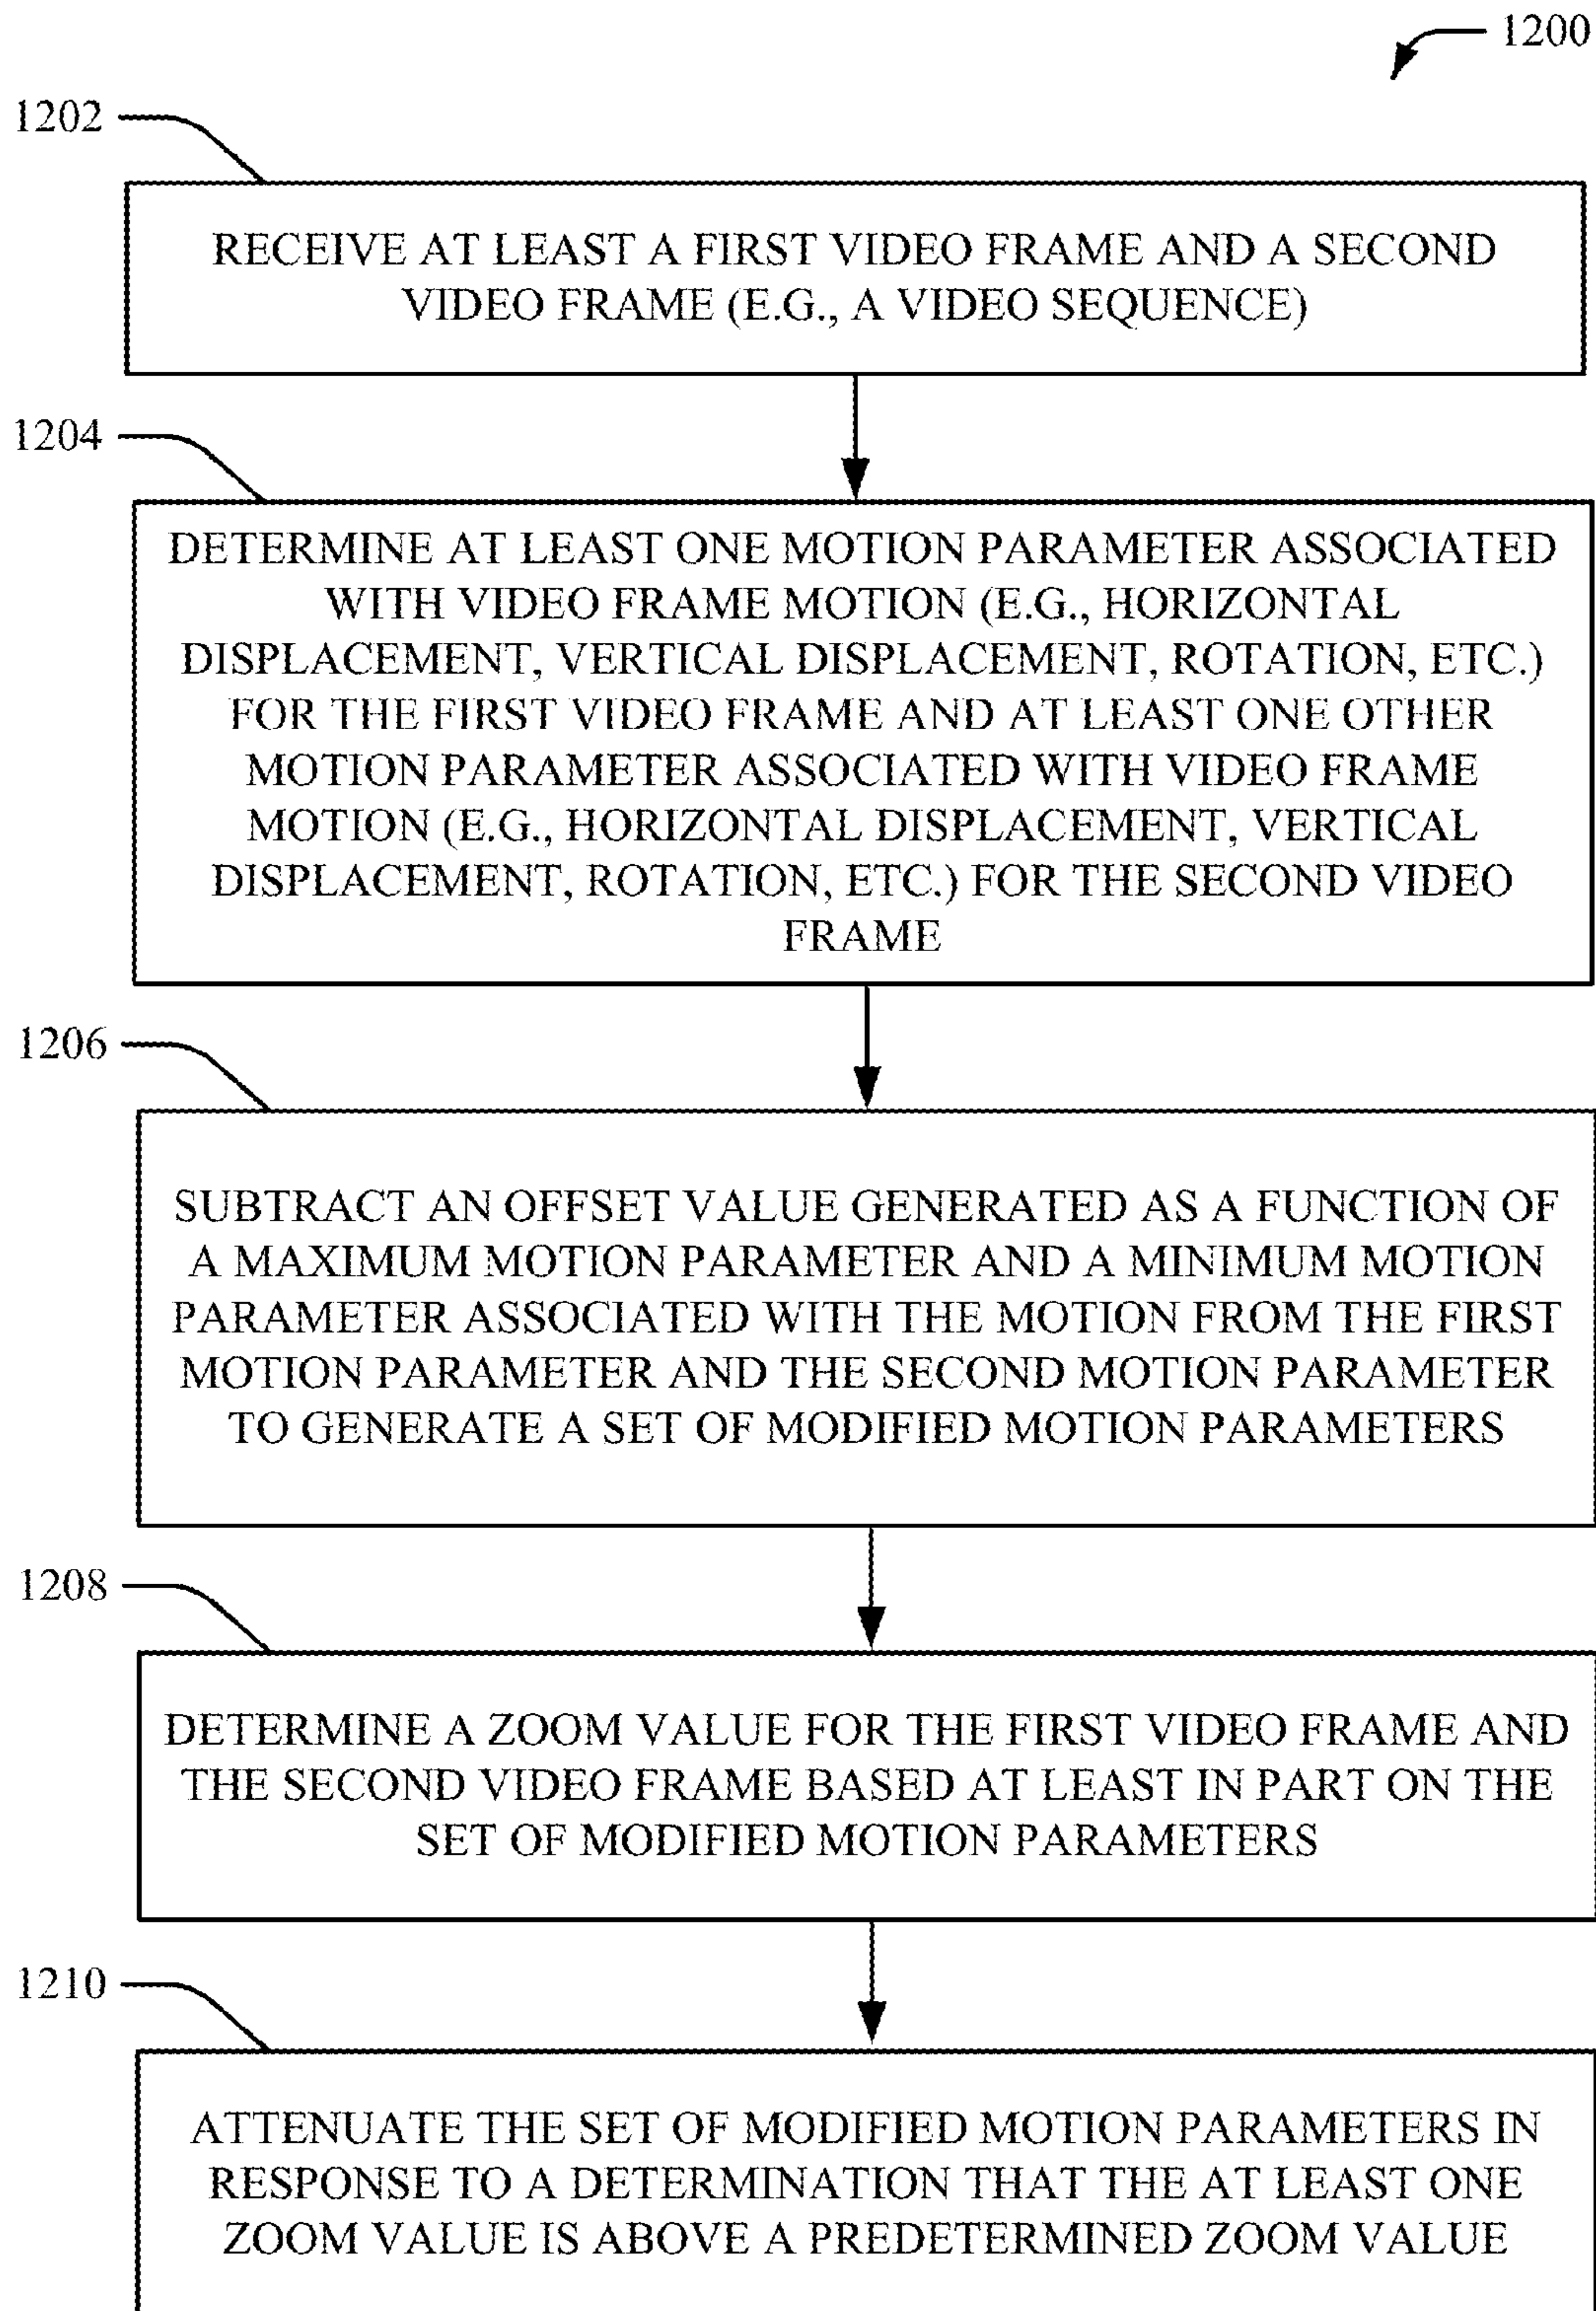 1200
1202
RECEIVE AT LEAST A FIRST VIDEO FRAME AND A SECOND
VIDEO FRAME (E.G., A VIDEO SEQUENCE)
1204
DETERMINE AT LEAST ONE MOTION PARAMETER ASSOCIATED
WITH VIDEO FRAME MOTION (E.G., HORIZONTAL
DISPLACEMENT, VERTICAL DISPLACEMENT, ROTATION, ETC.)
FOR THE FIRST VIDEO FRAME AND AT LEAST ONE OTHER
MOTION PARAMETER ASSOCIATED WITH VIDEO FRAME
MOTION (E.G., HORIZONTAL DISPLACEMENT, VERTICAL
DISPLACEMENT, ROTATION, ETC.) FOR THE SECOND VIDEO
FRAME
1206
SUBTRACT AN OFFSET VALUE GENERATED AS A FUNCTION OF
A MAXIMUM MOTION PARAMETER AND A MINIMUM MOTION
PARAMETER ASSOCIATED WITH THE MOTION FROM THE FIRST
MOTION PARAMETER AND THE SECOND MOTION PARAMETER
TO GENERATE A SET OF MODIFIED MOTION PARAMETERS
1208
DETERMINE A ZOOM VALUE FOR THE FIRST VIDEO FRAME AND
THE SECOND VIDEO FRAME BASED AT LEAST IN PART ON THE
SET OF MODIFIED MOTION PARAMETERS
1210
ATTENUATE THE SET OF MODIFIED MOTION PARAMETERS IN
RESPONSE TO A DETERMINATION THAT THE AT LEAST ONE
ZOOM VALUE IS ABOVE A PREDETERMINED ZOOM VALUE